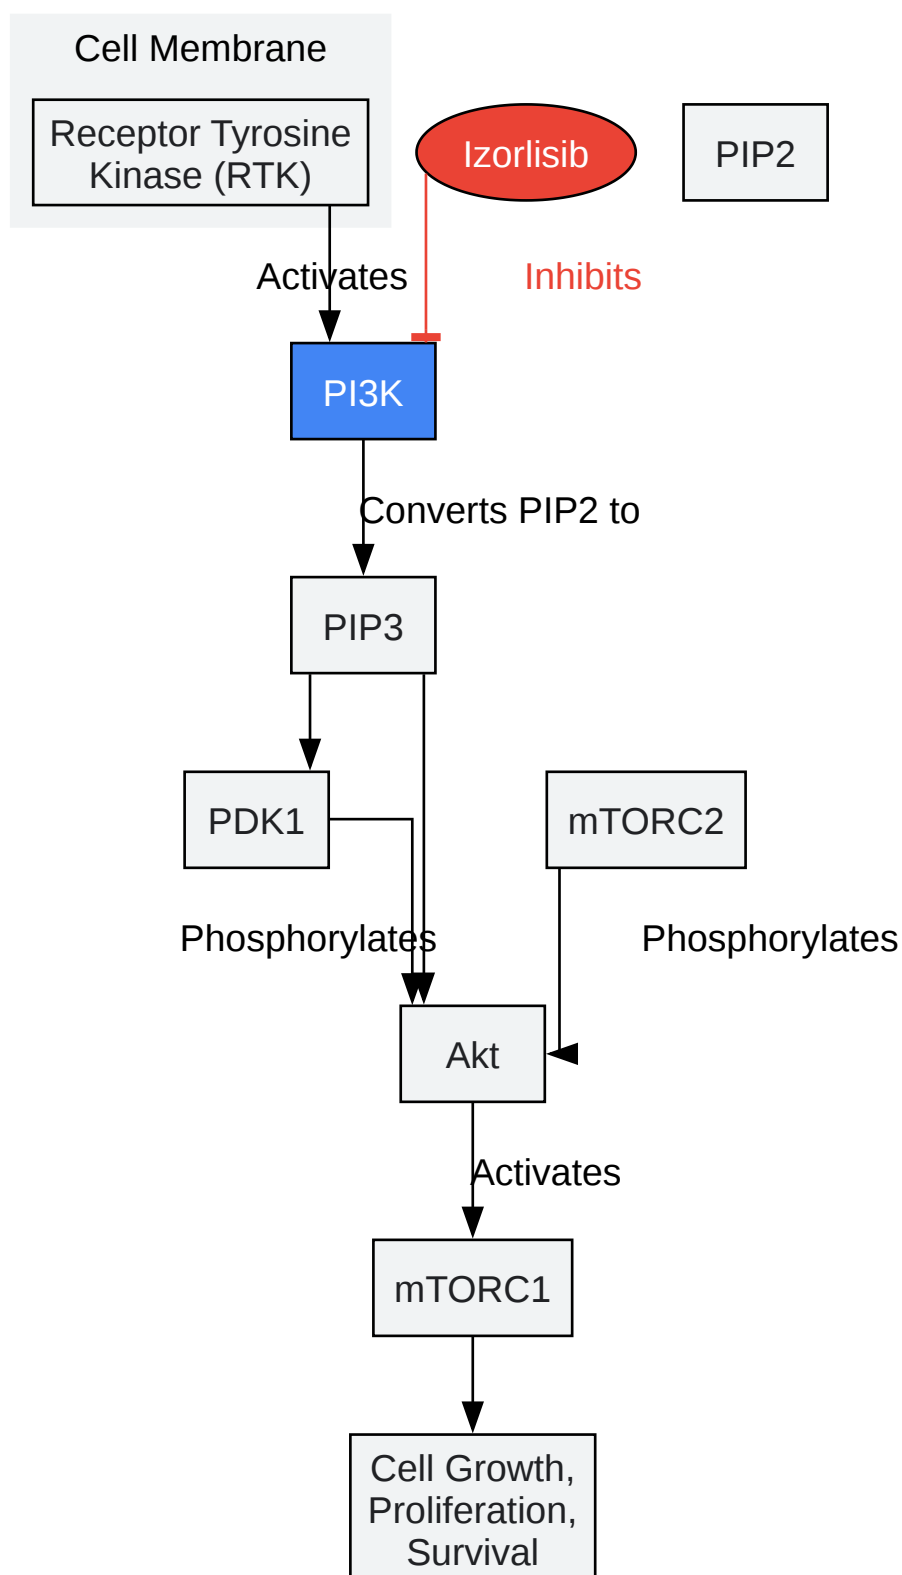 Cell Membrane
Receptor Tyrosine
Kinase (RTK)
Izorlisib
PIP2
Activates
Inhibits
PI3K
Converts PIP2 to
PIP3
PDK1
mTORC2
Phosphorylates
Phosphorylates
Akt
Activates
mTORC1
Cell Growth,
Proliferation,
Survival